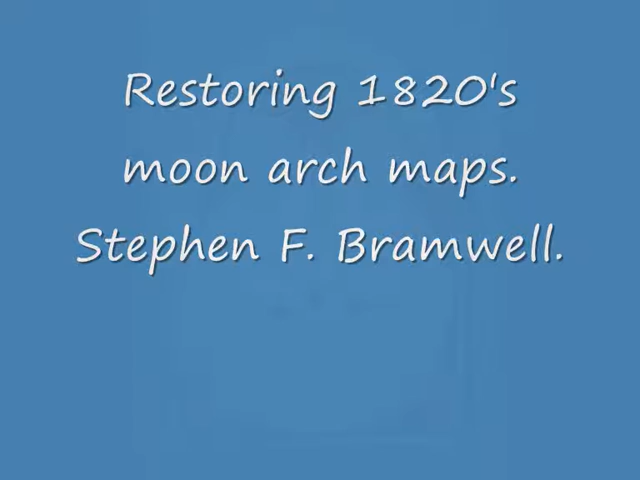 Restoring 1820's
moon arch maps.
Stephen F. Bramwell.